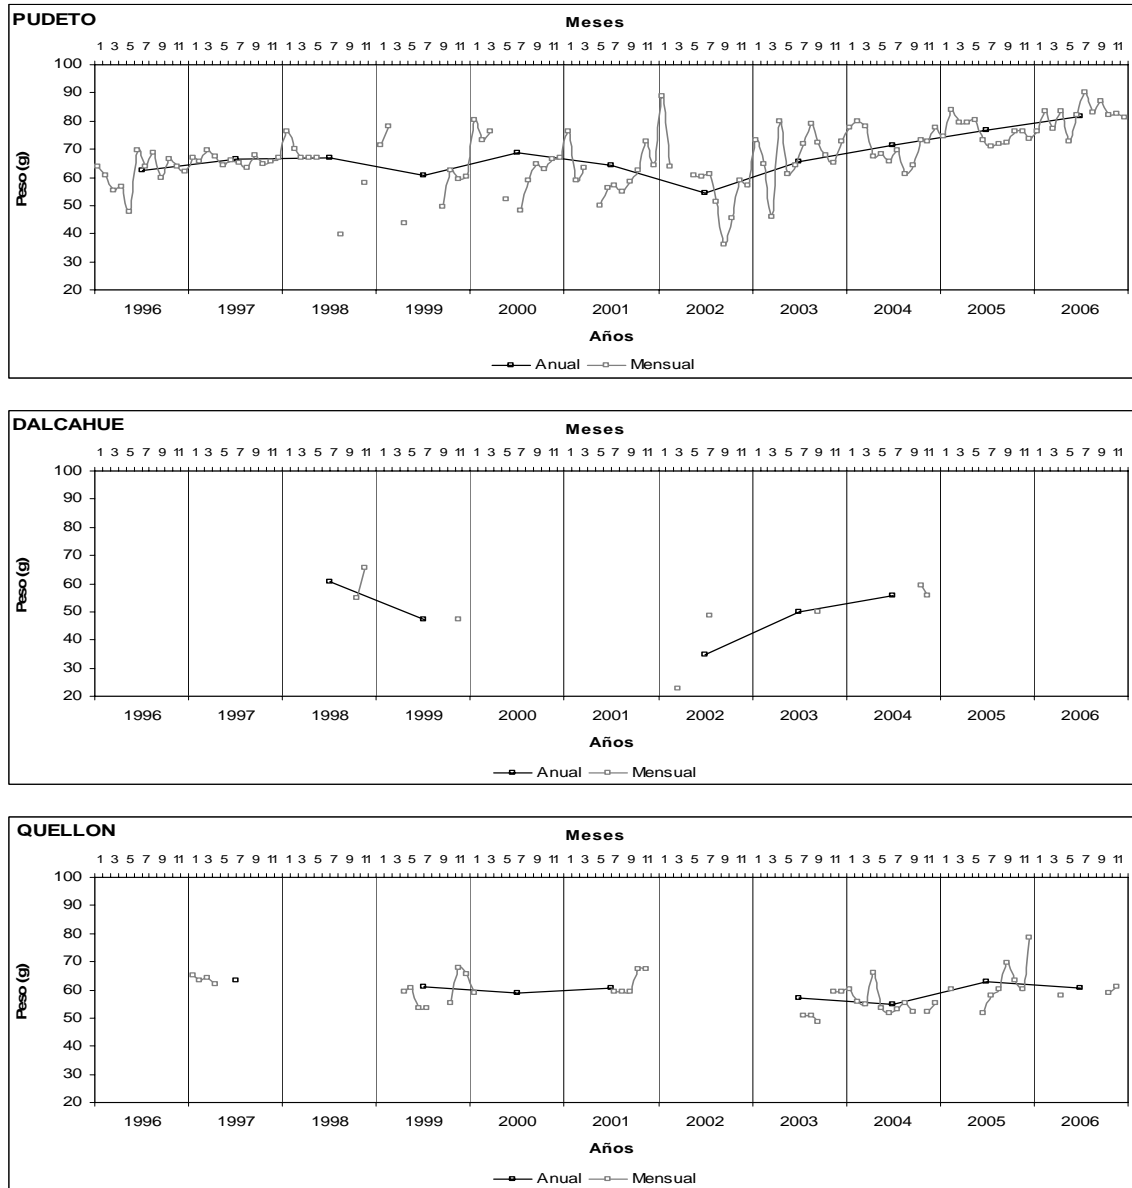 PUDETO
Meses
1 3 5 7 9 11 1 3 5 7 9 11 1 3 5 7 9 11 1 3 5 7 9 11 1 3 5 7 9 11 1 3 5 7 9 11 1 3 5 7 9 11 1 3 5 7 9 11 1 3 5 7 9 11 1 3 5 7 9 11 1 3 5 7 9 11
100
90
80
70
60
50
40
30
20
Peso (g)
1996 1997 1998 1999 2000 2001 2002 2003 2004 2005 2006
Años
Anual Mensual
DALCAHUE
Meses
1 3 5 7 9 11 1 3 5 7 9 11 1 3 5 7 9 11 1 3 5 7 9 11 1 3 5 7 9 11 1 3 5 7 9 11 1 3 5 7 9 11 1 3 5 7 9 11 1 3 5 7 9 11 1 3 5 7 9 11 1 3 5 7 9 11
100
90
80
70
60
50
40
30
20
Peso (g)
1996 1997 1998 1999 2000 2001 2002 2003 2004 2005 2006
Años
Anual Mensual
QUELLON
Meses
1 3 5 7 9 11 1 3 5 7 9 11 1 3 5 7 9 11 1 3 5 7 9 11 1 3 5 7 9 11 1 3 5 7 9 11 1 3 5 7 9 11 1 3 5 7 9 11 1 3 5 7 9 11 1 3 5 7 9 11 1 3 5 7 9 11
100
90
80
70
60
50
40
30
20
Peso (g)
1996 1997 1998 1999 2000 2001 2002 2003 2004 2005 2006
Años
Anual Mensual